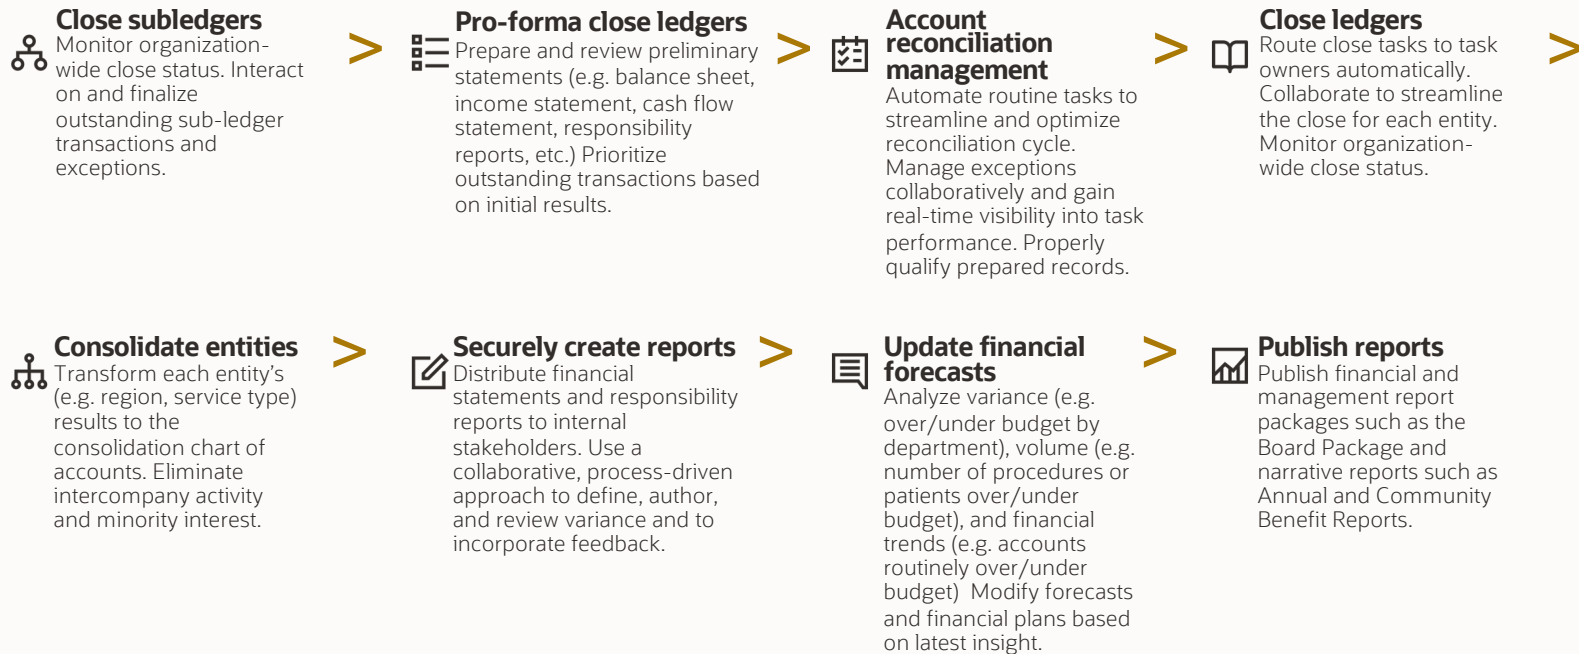 Close subledgers
Monitor organization-
wide close status. Interact
on and finalize
outstanding sub-ledger
transactions and
exceptions.
>
Pro-forma close ledgers
Prepare and review preliminary
statements (e.g. balance sheet,
income statement, cash flow
statement, responsibility
reports, etc.) Prioritize
outstanding transactions based
on initial results.
>
Account
reconciliation
management
Automate routine tasks to
streamline and optimize
reconciliation cycle.
Manage exceptions
collaboratively and gain
real-time visibility into task
performance. Properly
qualify prepared records.
>
Close ledgers
Route close tasks to task
owners automatically.
Collaborate to streamline
the close for each entity.
Monitor organization-
wide close status.
>
Consolidate entities
Transform each entity’s
(e.g. region, service type)
results to the
consolidation chart of
accounts. Eliminate
intercompany activity
and minority interest.
>
Securely create reports
Distribute financial
statements and responsibility
reports to internal
stakeholders. Use a
collaborative, process-driven
approach to define, author,
and review variance and to
incorporate feedback.
>
Update financial
forecasts
Analyze variance (e.g.
over/under budget by
department), volume (e.g.
number of procedures or
patients over/under
budget), and financial
trends (e.g. accounts
routinely over/under
budget)  Modify forecasts
and financial plans based
on latest insight.
>
Publish reports
Publish financial and
management report
packages such as the
Board Package and
narrative reports such as
Annual and Community
Benefit Reports.